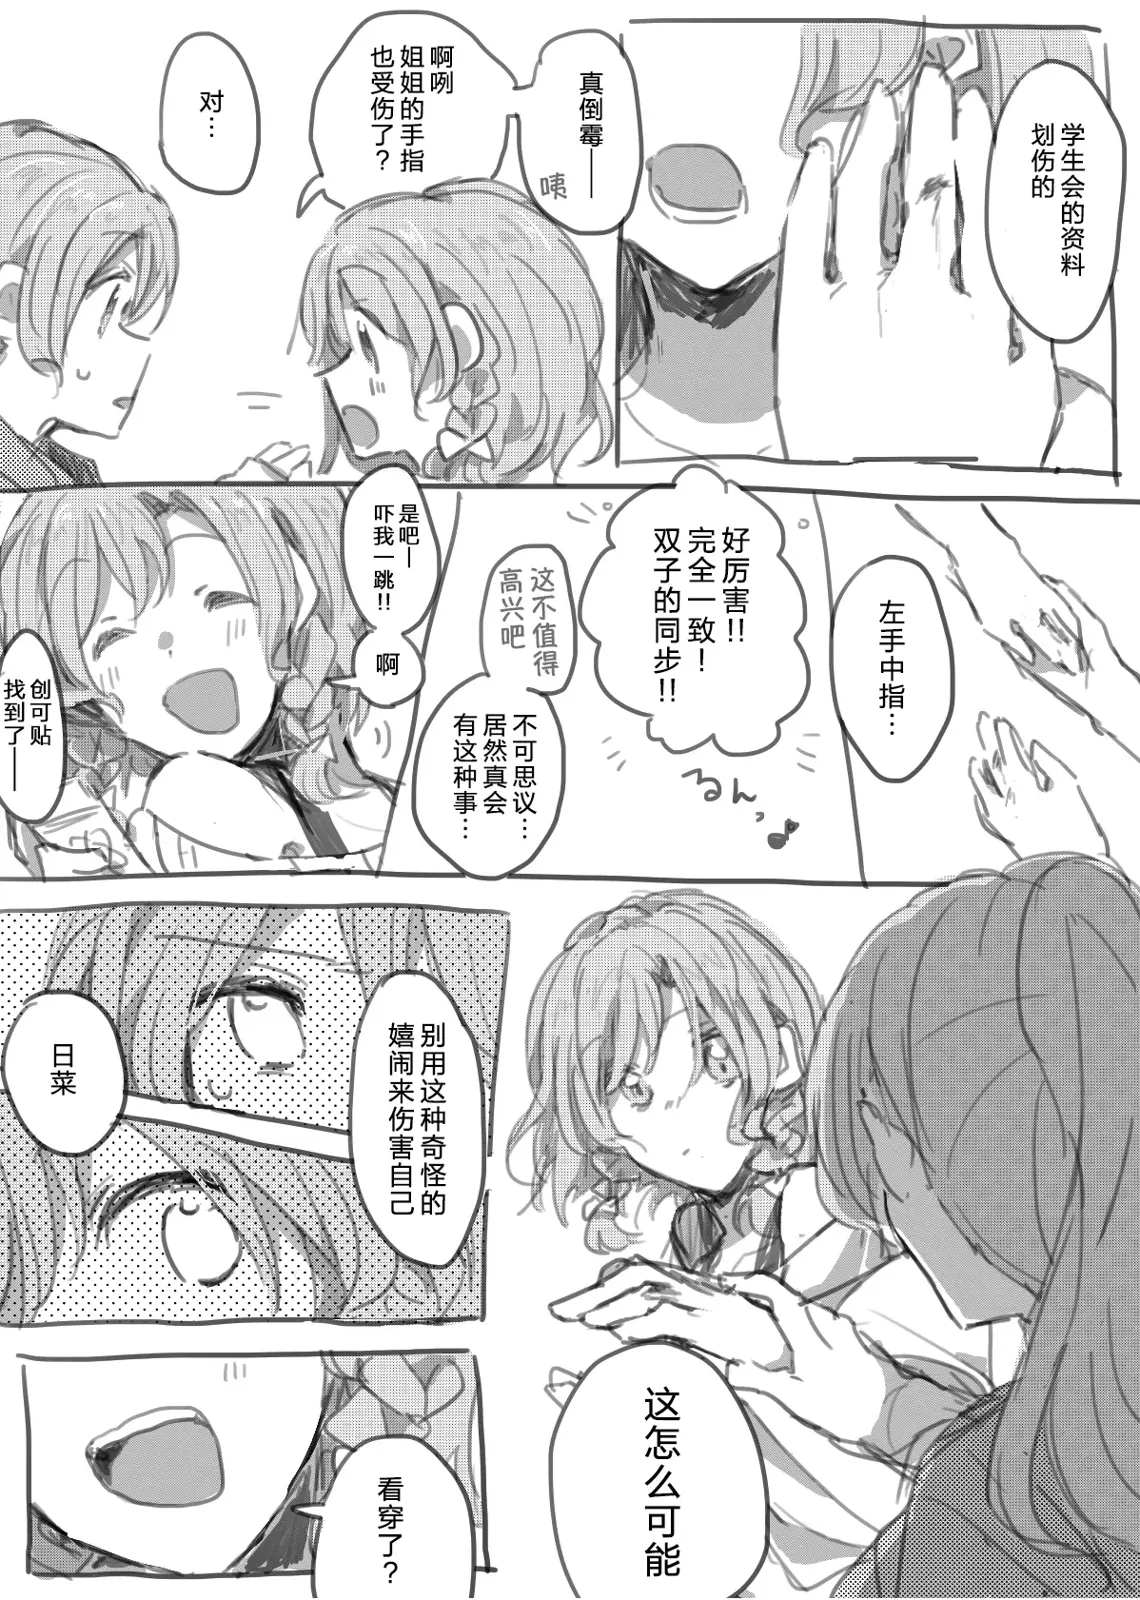 学生会的资料
划伤的
真倒霉——
咦
啊咧
姐姐的手指
也受伤了?
对…
左手中指…
好厉害!!
完全一致!
双子的同步!!
るん♪
这不值得
高兴吧
不可思议…
居然真会
有这种事…
是吧—
吓我一跳!!
啊
创可贴
找到了——
别用这种奇怪的
嬉闹来伤害自己
日菜
这怎么可能
看穿了?